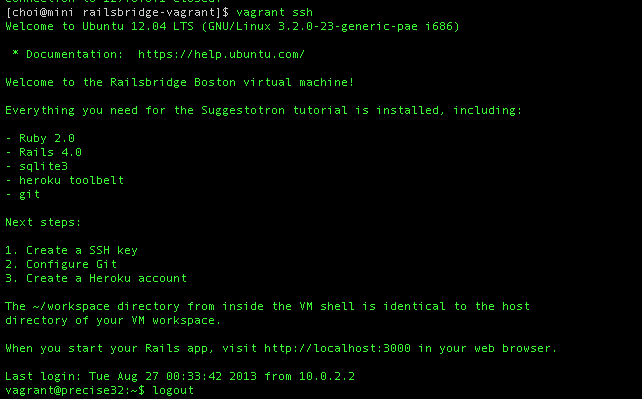 [choi@mini railsbridge-vagrant]$ vagrant ssh
Welcome to Ubuntu 12.04 LTS (GNU/Linux 3.2.0-23-generic-pae i686)
* Documentation:  https://help.ubuntu.com/
Welcome to the Railsbridge Boston virtual machine!
Everything you need for the Suggestotron tutorial is installed, including:
- Ruby 2.0
- Rails 4.0
- sqlite3
- heroku toolbelt
- git
Next steps:
1. Create a SSH key
2. Configure Git
3. Create a Heroku account
The ~/workspace directory from inside the VM shell is identical to the host
directory of your VM workspace.
When you start your Rails app, visit http://localhost:3000 in your web browser.
Last login: Tue Aug 27 00:33:42 2013 from 10.0.2.2
vagrant@precise32:~$ logout